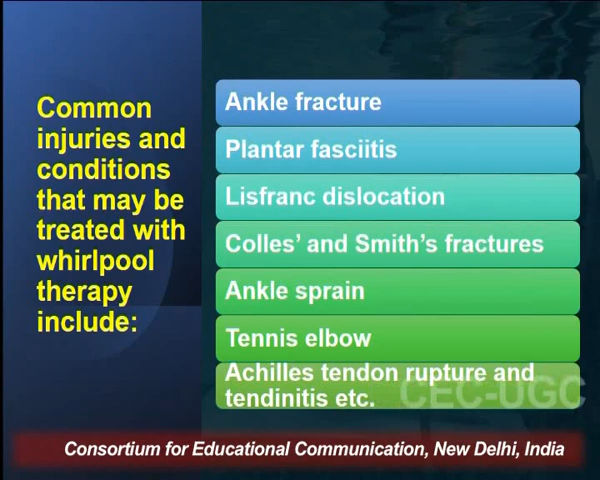 Common
injuries and
conditions
that may be
treated with
whirlpool
therapy
include:
Ankle fracture
Plantar fasciitis
Lisfranc dislocation
Colles' and Smith's fractures
Ankle sprain
Tennis elbow
Achilles tendon rupture and
tendinitis etc.
CEC-UGC
Consortium for Educational Communication, New Delhi, India